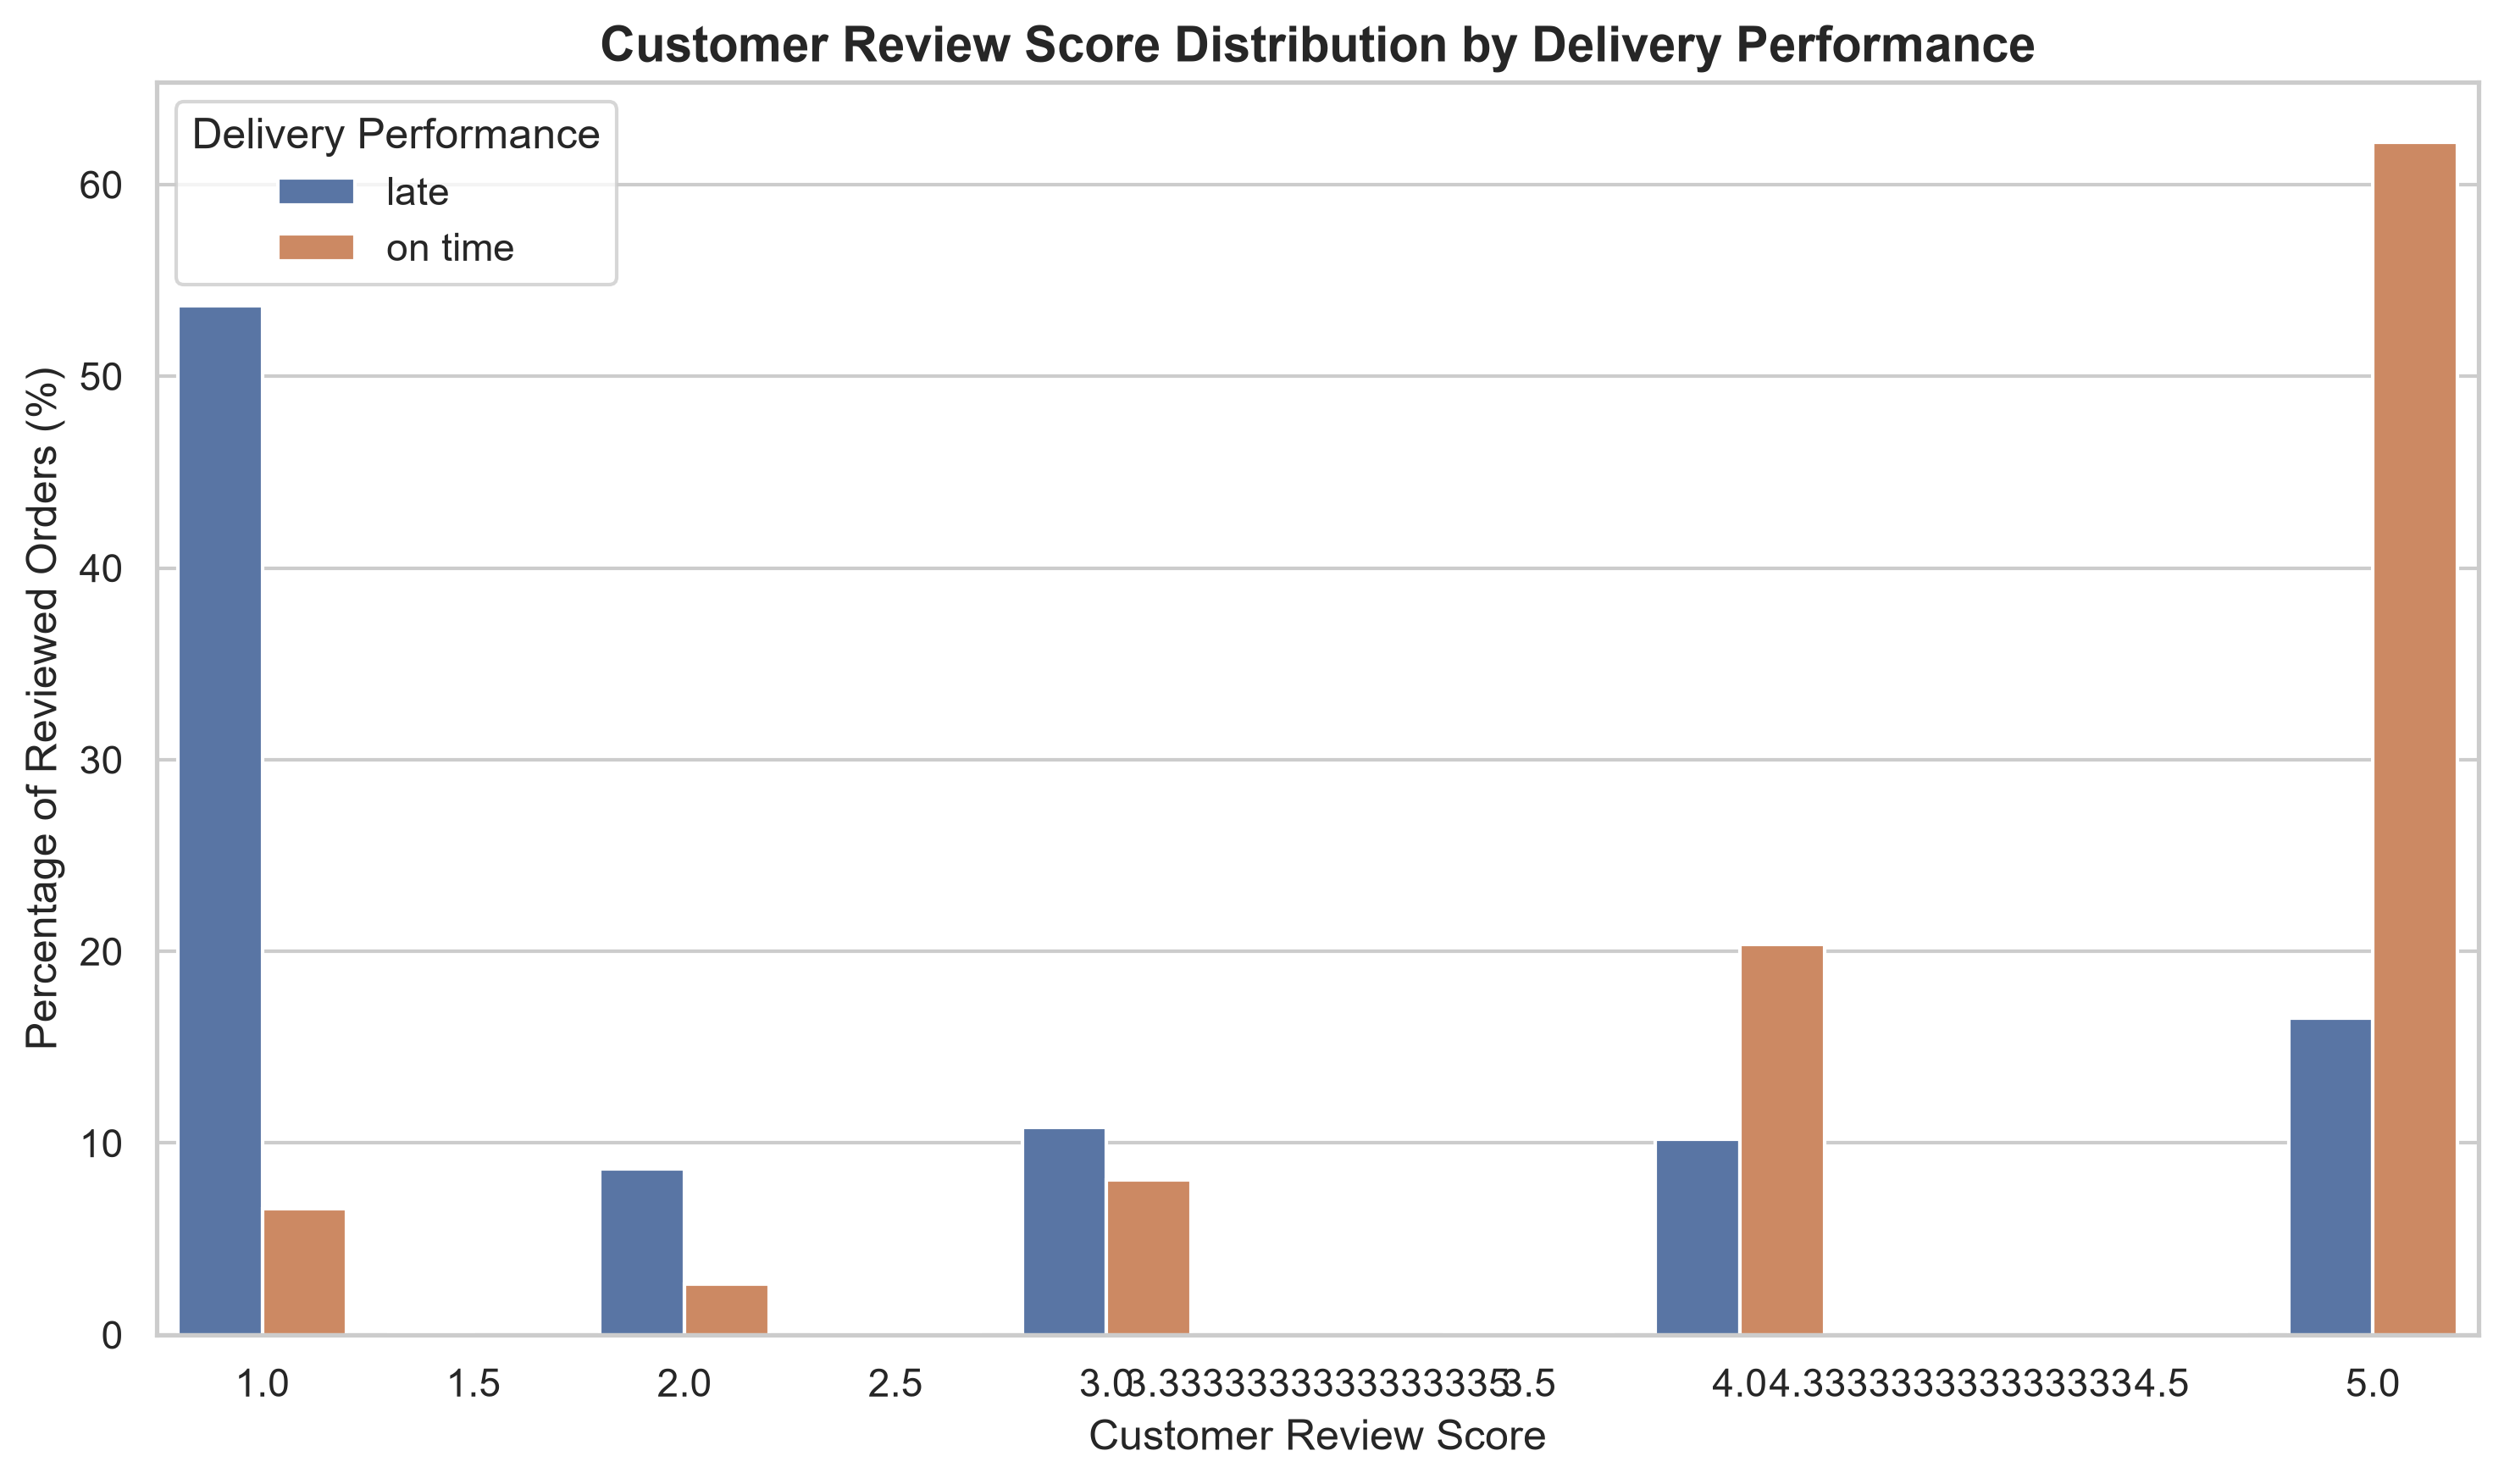 Customer Review Score Distribution by Delivery Performance
Delivery Performance
late
on time
60
50
40
30
20
10
0
Percentage of Reviewed Orders (%)
1.0 1.5 2.0 2.5 3.0 3.3333333333333335 3.5 4.0 4.333333333333333 4.5 5.0
Customer Review Score